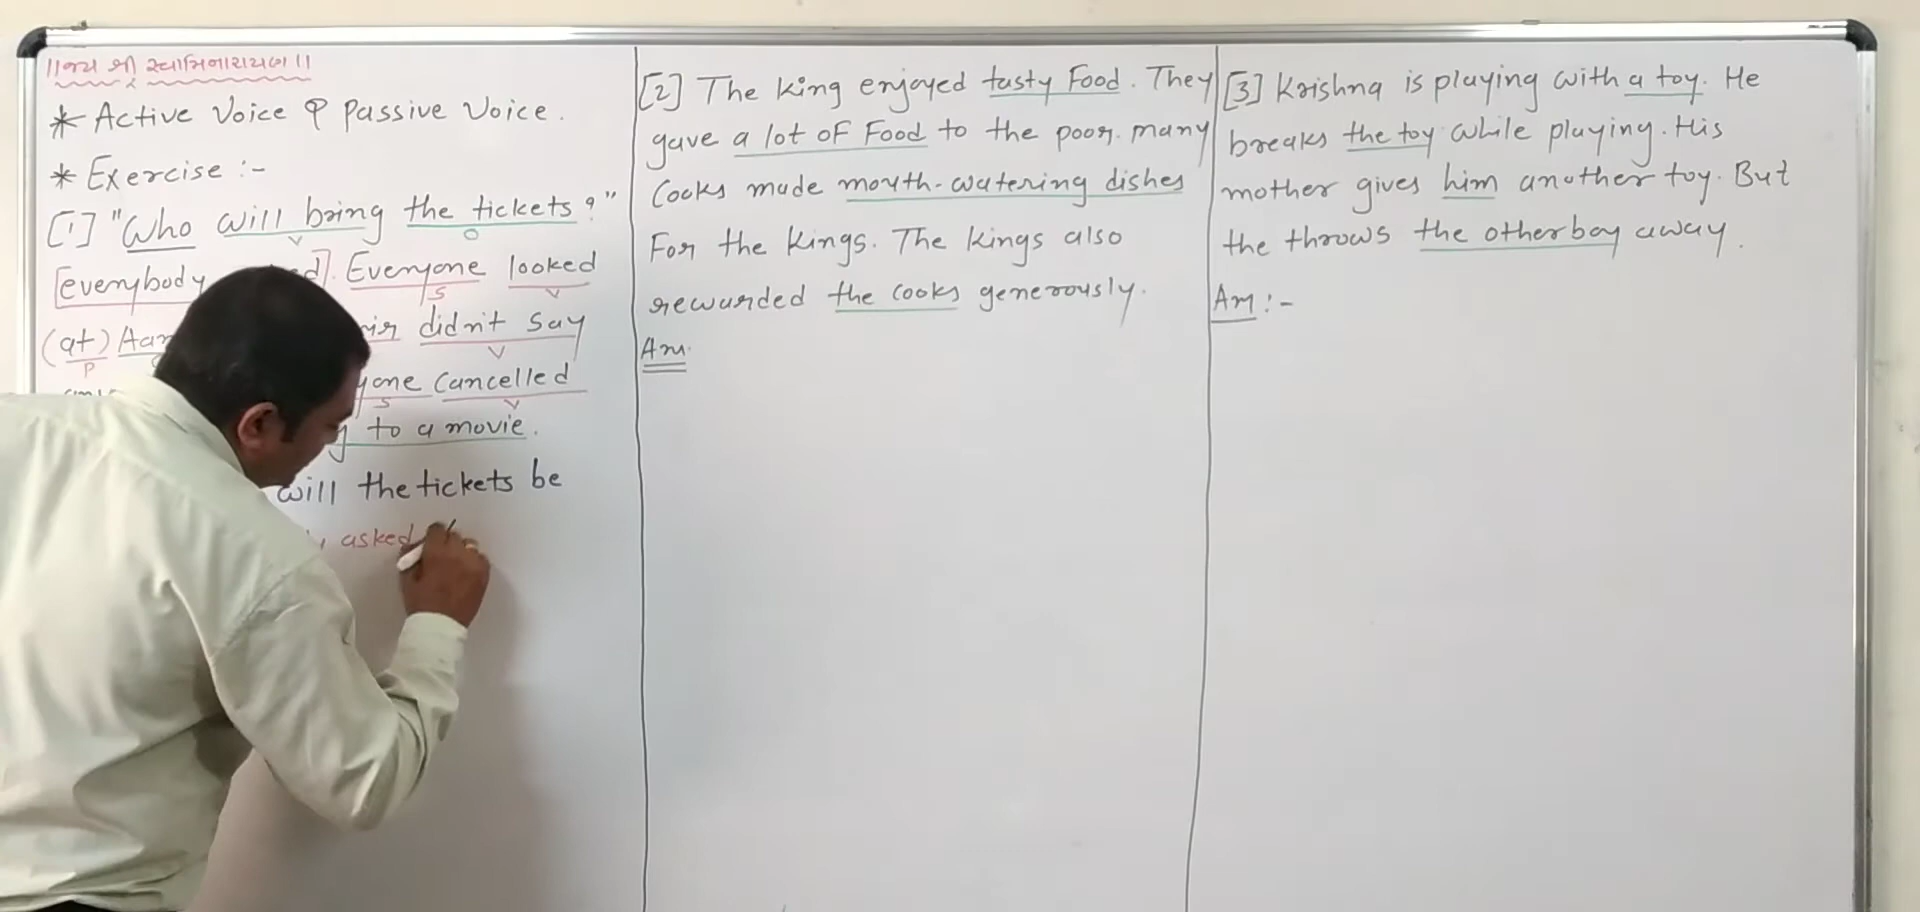 ||જય શ્રી સ્વામિનારાયણ||
* Active Voice & Passive Voice.
* Exercise :-
[1] "Who will bring the tickets?"
V O
[everybody ]. Everyone looked
S V
(at) didn't say
P V
Cancelled
S V
to a movie.
will the tickets be
asked
[2] The King enjoyed tasty Food. They
gave a lot of Food to the poor. many
Cooks made mouth-watering dishes
For the Kings. The Kings also
rewarded the cooks generously.
Ans.
[3] Krishna is playing with a toy. He
breaks the toy while playing. His
mother gives him another toy. But
the throws the other boy away.
Ans :-